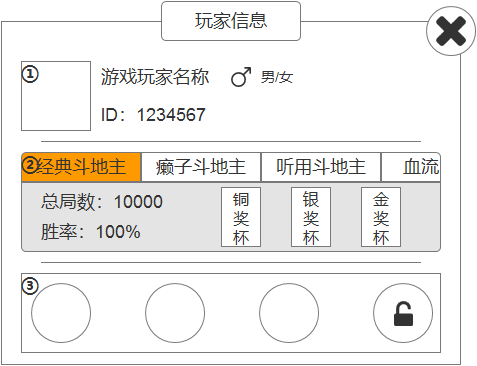 玩家信息
①
游戏玩家名称 男/女
ID：1234567
②
经典斗地主 癞子斗地主 听用斗地主 血流
总局数：10000
胜率：100%
铜奖杯 银奖杯 金奖杯
③